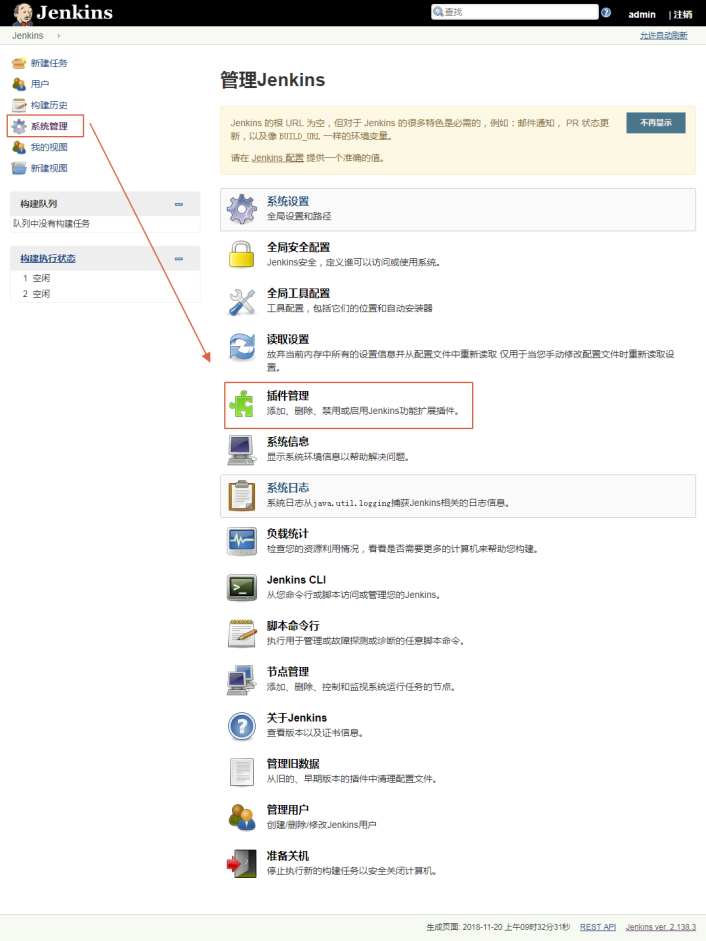 Jenkins
查找
admin
| 注销
Jenkins
允许自动刷新
新建任务
用户
构建历史
系统管理
我的视图
新建视图
构建队列
队列中没有构建任务
构建执行状态
1 空闲
2 空闲
管理Jenkins
Jenkins 的根 URL 为空，但对于 Jenkins 的很多特色是必需的，例如：邮件通知， PR 状态更
新，以及像 BUILD_URL 一样的环境变量。
请在 Jenkins 配置 提供一个准确的值。
不再显示
系统设置
全局设置和路径
全局安全配置
Jenkins安全，定义谁可以访问或使用系统。
全局工具配置
工具配置，包括它们的位置和自动安装器
读取设置
放弃当前内存中所有的设置信息并从配置文件中重新读取 仅用于当您手动修改配置文件时重新读取设
置。
插件管理
添加、删除、禁用或启用Jenkins功能扩展插件。
系统信息
显示系统环境信息以帮助解决问题。
系统日志
系统日志从java.util.logging捕获Jenkins相关的日志信息。
负载统计
检查您的资源利用情况，看看是否需要更多的计算机来帮助您构建。
Jenkins CLI
从您命令行或脚本访问或管理您的Jenkins。
脚本命令行
执行用于管理或故障探测或诊断的任意脚本命令。
节点管理
添加、删除、控制和监视系统运行任务的节点。
关于Jenkins
查看版本以及证书信息。
管理旧数据
从旧的、早期版本的插件中清理配置文件。
管理用户
创建/删除/修改Jenkins用户
准备关机
停止执行新的构建任务以安全关闭计算机。
生成页面: 2018-11-20 上午09时32分31秒
REST API
Jenkins ver. 2.138.3